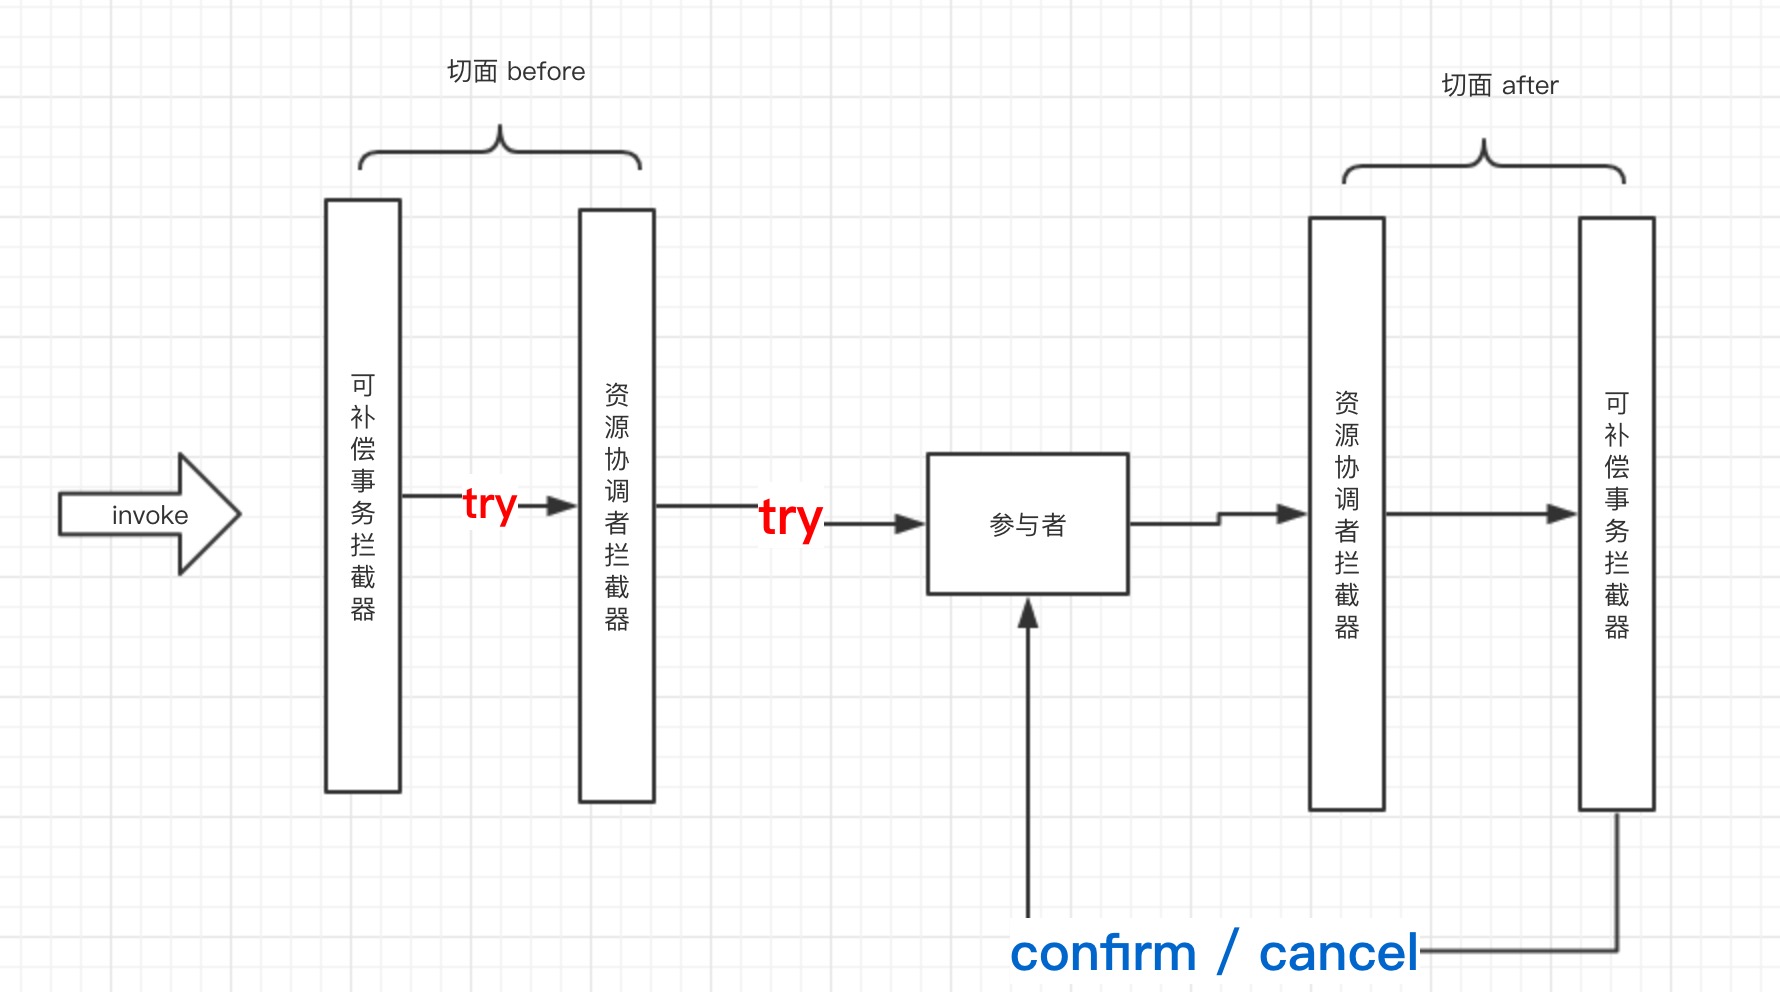 切面 before
切面 after
invoke
可补偿事务拦截器
try
资源协调者拦截器
try
参与者
资源协调者拦截器
可补偿事务拦截器
confirm / cancel